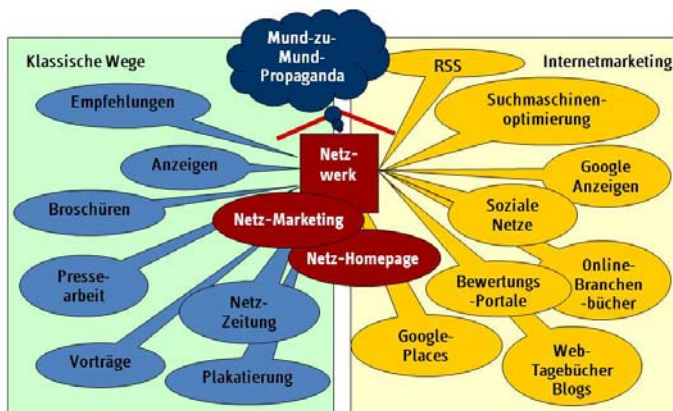 Klassische Wege
Mund-zu-
Mund-
Propaganda
Internetmarketing
RSS
Empfehlungen
Suchmaschinen-
optimierung
Anzeigen
Netz-
werk
Google
Anzeigen
Broschüren
Netz-Marketing
Soziale
Netze
Netz-Homepage
Presse-
arbeit
Netz-
Zeitung
Bewertungs
-Portale
Online-
Branchen
-bücher
Vorträge
Plakatierung
Google-
Places
Web-
Tagebücher
Blogs